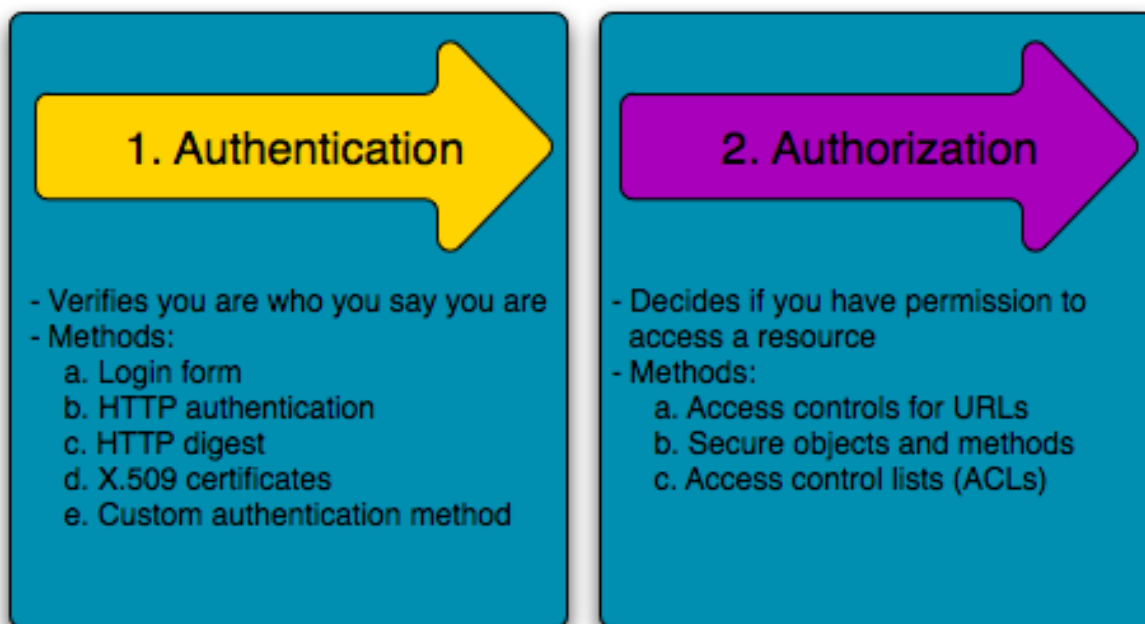 1. Authentication
- Verifies you are who you say you are
- Methods:
a. Login form
b. HTTP authentication
c. HTTP digest
d. X.509 certificates
e. Custom authentication method
2. Authorization
- Decides if you have permission to
access a resource
- Methods:
a. Access controls for URLs
b. Secure objects and methods
c. Access control lists (ACLs)